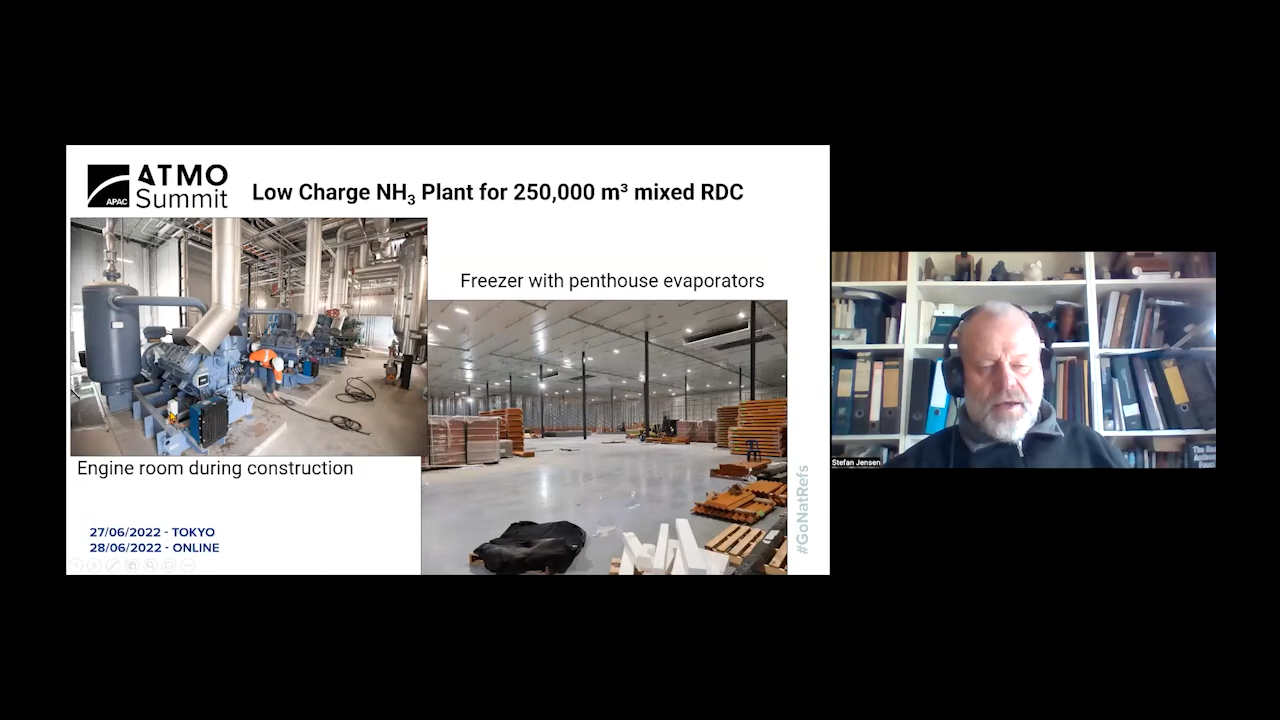 ATMO
Summit
APAC
Low Charge NH₃ Plant for 250,000 m³ mixed RDC
Freezer with penthouse evaporators
Engine room during construction
27/06/2022 - TOKYO
28/06/2022 - ONLINE
#GoNatRefs
Stefan Jensen